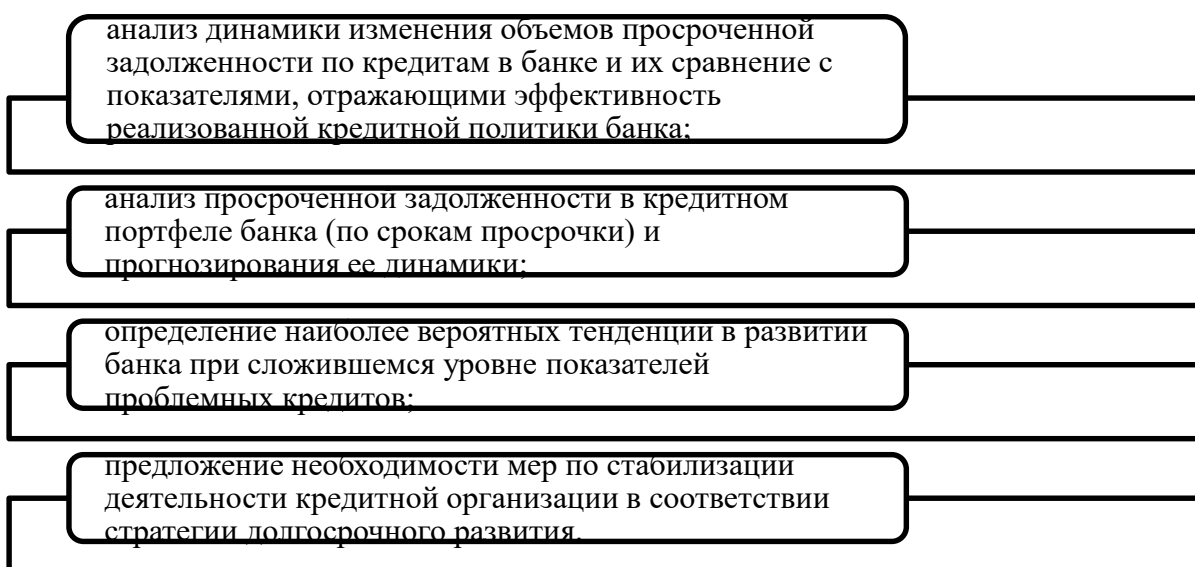 анализ динамики изменения объемов просроченной
задолженности по кредитам в банке и их сравнение с
показателями, отражающими эффективность
реализованной кредитной политики банка;
анализ просроченной задолженности в кредитном
портфеле банка (по срокам просрочки) и
прогнозирования ее динамики;
определение наиболее вероятных тенденции в развитии
банка при сложившемся уровне показателей
проблемных кредитов;
предложение необходимости мер по стабилизации
деятельности кредитной организации в соответствии
стратегии долгосрочного развития.